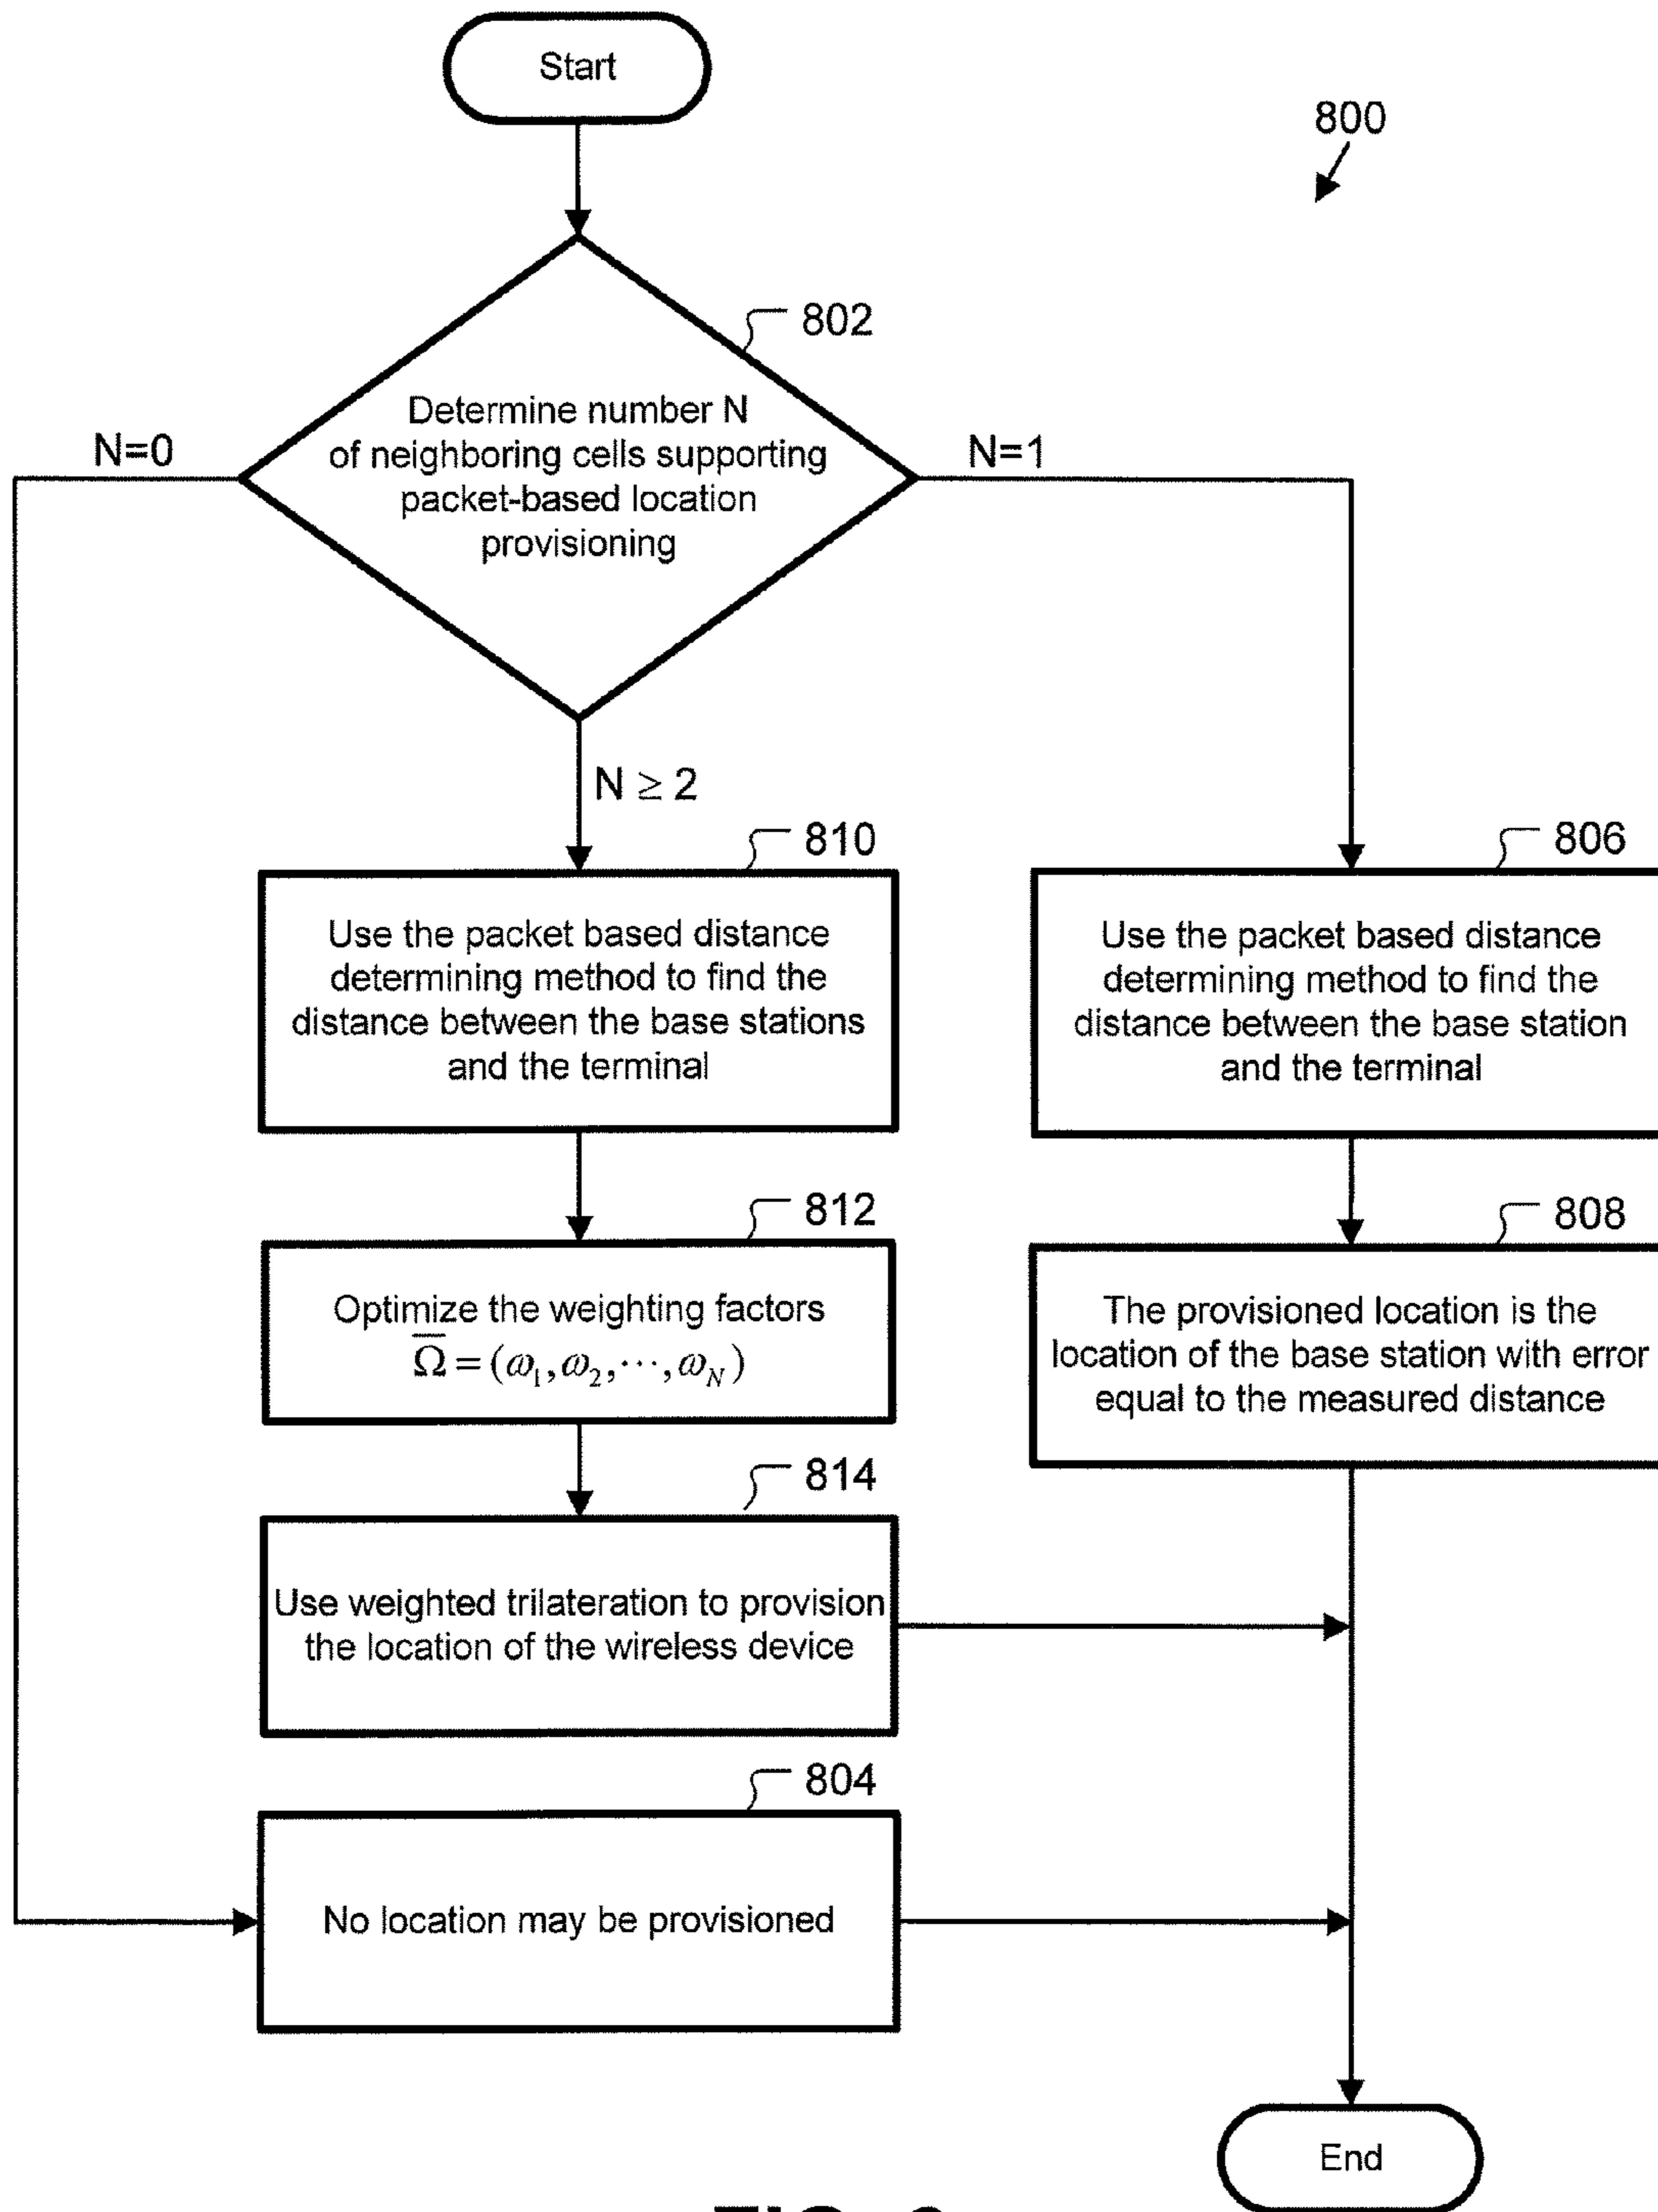 Start
800
802
Determine number N
of neighboring cells supporting
packet-based location
provisioning
N=0
N=1
N ≥ 2
810
Use the packet based distance
determining method to find the
distance between the base stations
and the terminal
806
Use the packet based distance
determining method to find the
distance between the base station
and the terminal
812
Optimize the weighting factors
Ω̅ = (ω₁, ω₂, ⋯, ω_N)
808
The provisioned location is the
location of the base station with error
equal to the measured distance
814
Use weighted trilateration to provision
the location of the wireless device
804
No location may be provisioned
End